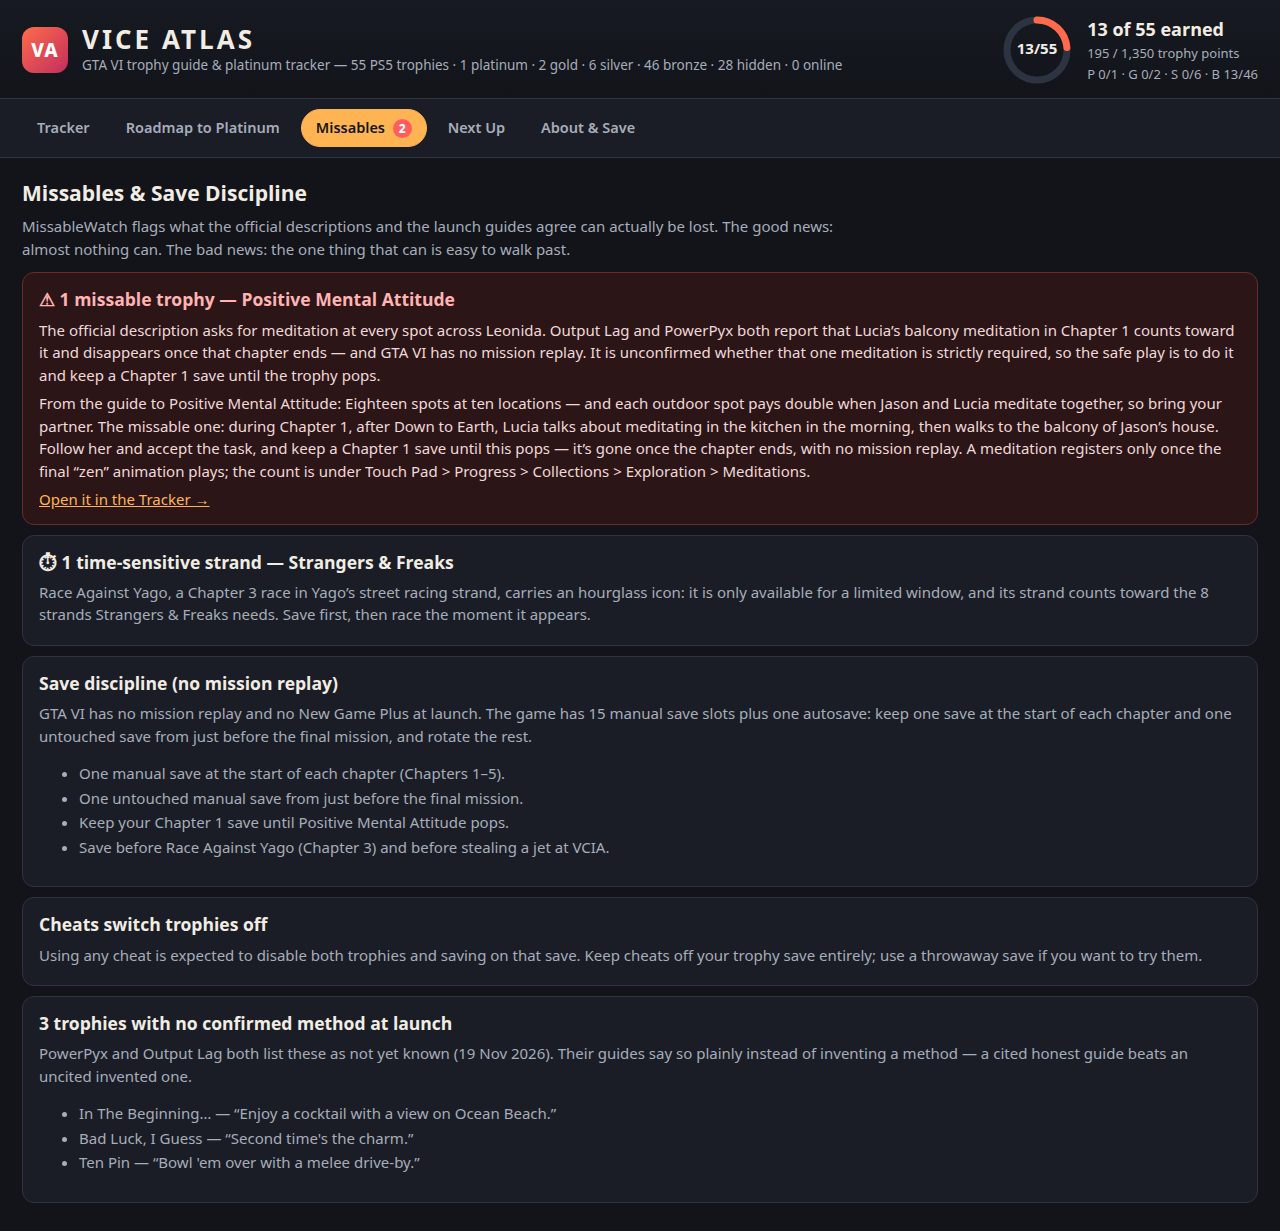 VA
VICE ATLAS
GTA VI trophy guide & platinum tracker — 55 PS5 trophies · 1 platinum · 2 gold · 6 silver · 46 bronze · 28 hidden · 0 online
13/55
13 of 55 earned
195 / 1,350 trophy points
P 0/1 · G 0/2 · S 0/6 · B 13/46
Tracker
Roadmap to Platinum
Missables 2
Next Up
About & Save
Missables & Save Discipline
MissableWatch flags what the official descriptions and the launch guides agree can actually be lost. The good news:
almost nothing can. The bad news: the one thing that can is easy to walk past.
⚠ 1 missable trophy — Positive Mental Attitude
The official description asks for meditation at every spot across Leonida. Output Lag and PowerPyx both report that Lucia’s balcony meditation in Chapter 1 counts toward
it and disappears once that chapter ends — and GTA VI has no mission replay. It is unconfirmed whether that one meditation is strictly required, so the safe play is to do it
and keep a Chapter 1 save until the trophy pops.
From the guide to Positive Mental Attitude: Eighteen spots at ten locations — and each outdoor spot pays double when Jason and Lucia meditate together, so bring your
partner. The missable one: during Chapter 1, after Down to Earth, Lucia talks about meditating in the kitchen in the morning, then walks to the balcony of Jason’s house.
Follow her and accept the task, and keep a Chapter 1 save until this pops — it’s gone once the chapter ends, with no mission replay. A meditation registers only once the
final “zen” animation plays; the count is under Touch Pad > Progress > Collections > Exploration > Meditations.
Open it in the Tracker →
⏱ 1 time-sensitive strand — Strangers & Freaks
Race Against Yago, a Chapter 3 race in Yago’s street racing strand, carries an hourglass icon: it is only available for a limited window, and its strand counts toward the 8
strands Strangers & Freaks needs. Save first, then race the moment it appears.
Save discipline (no mission replay)
GTA VI has no mission replay and no New Game Plus at launch. The game has 15 manual save slots plus one autosave: keep one save at the start of each chapter and one
untouched save from just before the final mission, and rotate the rest.
• One manual save at the start of each chapter (Chapters 1–5).
• One untouched manual save from just before the final mission.
• Keep your Chapter 1 save until Positive Mental Attitude pops.
• Save before Race Against Yago (Chapter 3) and before stealing a jet at VCIA.
Cheats switch trophies off
Using any cheat is expected to disable both trophies and saving on that save. Keep cheats off your trophy save entirely; use a throwaway save if you want to try them.
3 trophies with no confirmed method at launch
PowerPyx and Output Lag both list these as not yet known (19 Nov 2026). Their guides say so plainly instead of inventing a method — a cited honest guide beats an
uncited invented one.
• In The Beginning... — “Enjoy a cocktail with a view on Ocean Beach.”
• Bad Luck, I Guess — “Second time's the charm.”
• Ten Pin — “Bowl 'em over with a melee drive-by.”